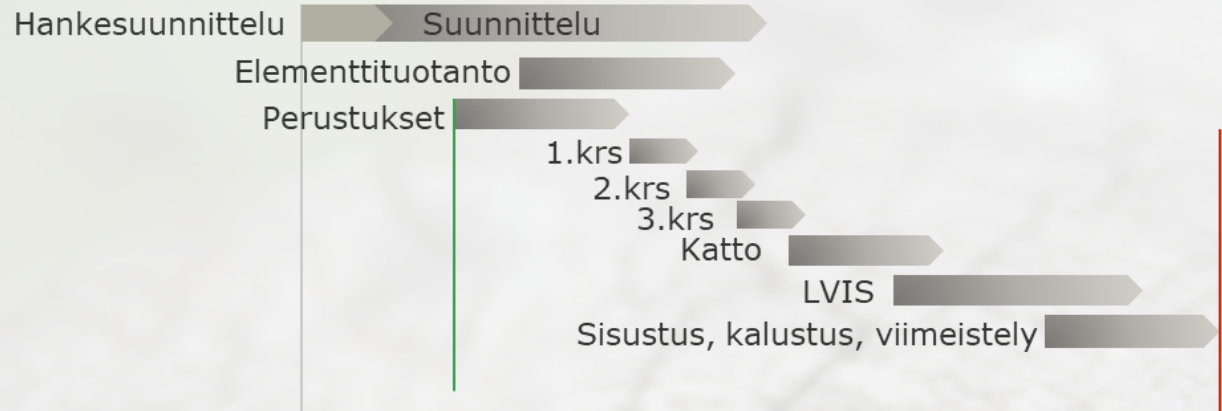 Hankesuunnittelu Suunnittelu
Elementtituotanto
Perustukset
1.krs
2.krs
3.krs
Katto
LVIS
Sisustus, kalustus, viimeistely